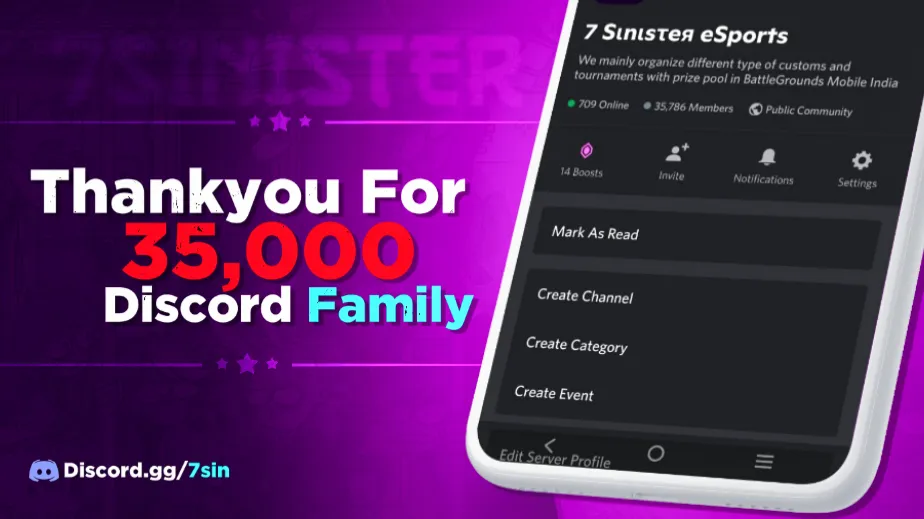 7SINISTER
Thankyou For
35,000
Discord Family
Discord.gg/7sin
7 Sιnιsтeя eSports
We mainly organize different type of customs and
tournaments with prize pool in BattleGrounds Mobile India
709 Online 35,786 Members Public Community
14 Boosts Invite Notifications Settings
Mark As Read
Create Channel
Create Category
Create Event
Edit Server Profile